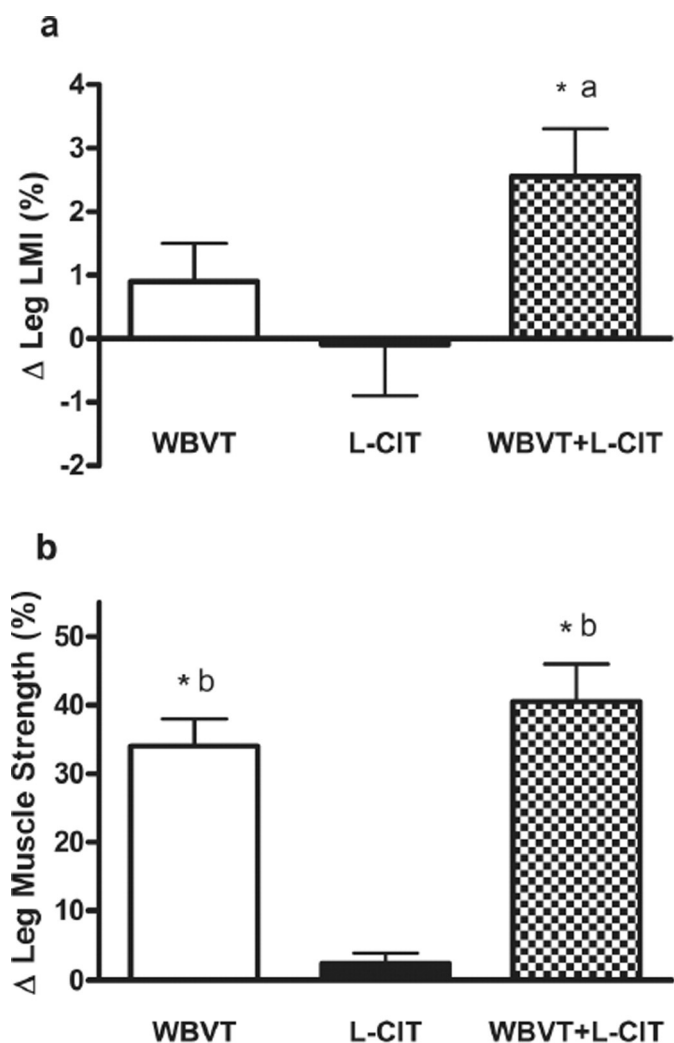 a
Δ Leg LMI (%)
4
3
2
1
0
-1
-2
* a
WBVT L-CIT WBVT+L-CIT
b
Δ Leg Muscle Strength (%)
50
40
30
20
10
0
* b
* b
WBVT L-CIT WBVT+L-CIT